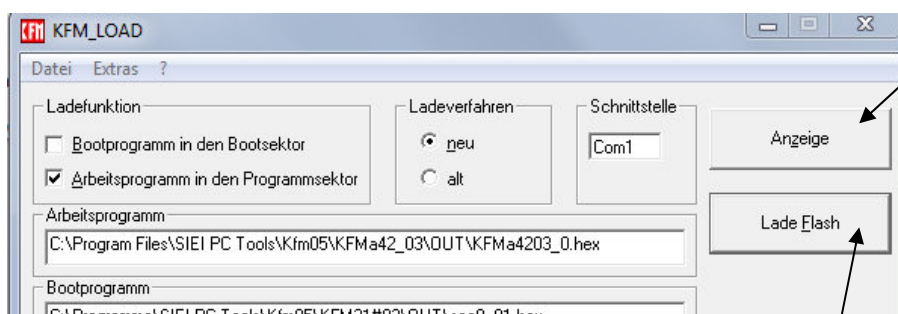 KFM KFM_LOAD
Datei Extras ?
Ladefunktion
Bootprogramm in den Bootsektor
Arbeitsprogramm in den Programmsektor
Ladeverfahren
neu
alt
Schnittstelle
Com1
Anzeige
Lade Flash
Arbeitsprogramm
C:\Program Files\SIEI PC Tools\Kfm05\KFMa42_03\OUT\KFMa4203_0.hex
Bootprogramm